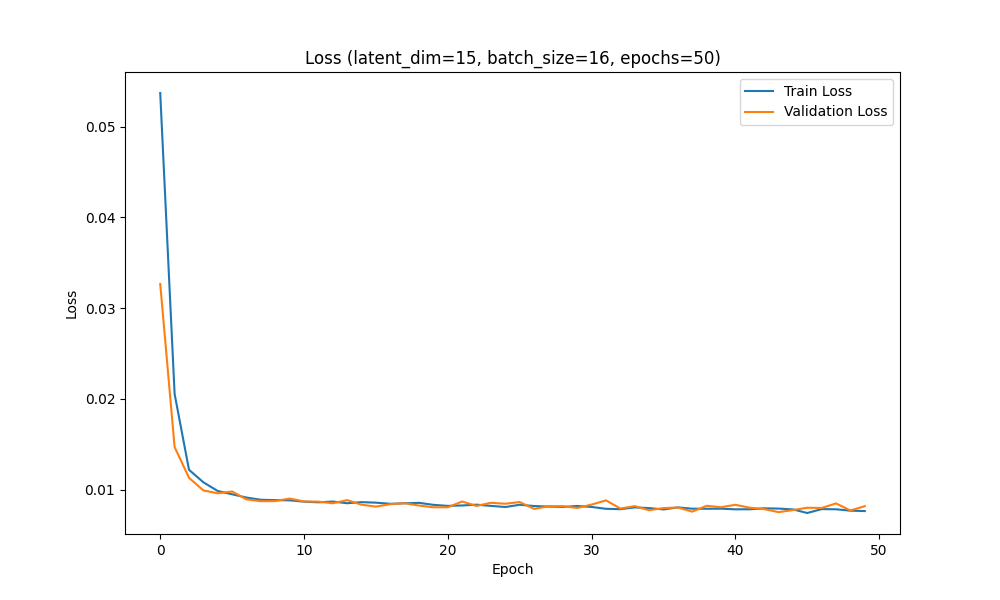 Loss (latent_dim=15, batch_size=16, epochs=50)
Train Loss
Validation Loss
Loss
0.05
0.04
0.03
0.02
0.01
0 10 20 30 40 50
Epoch